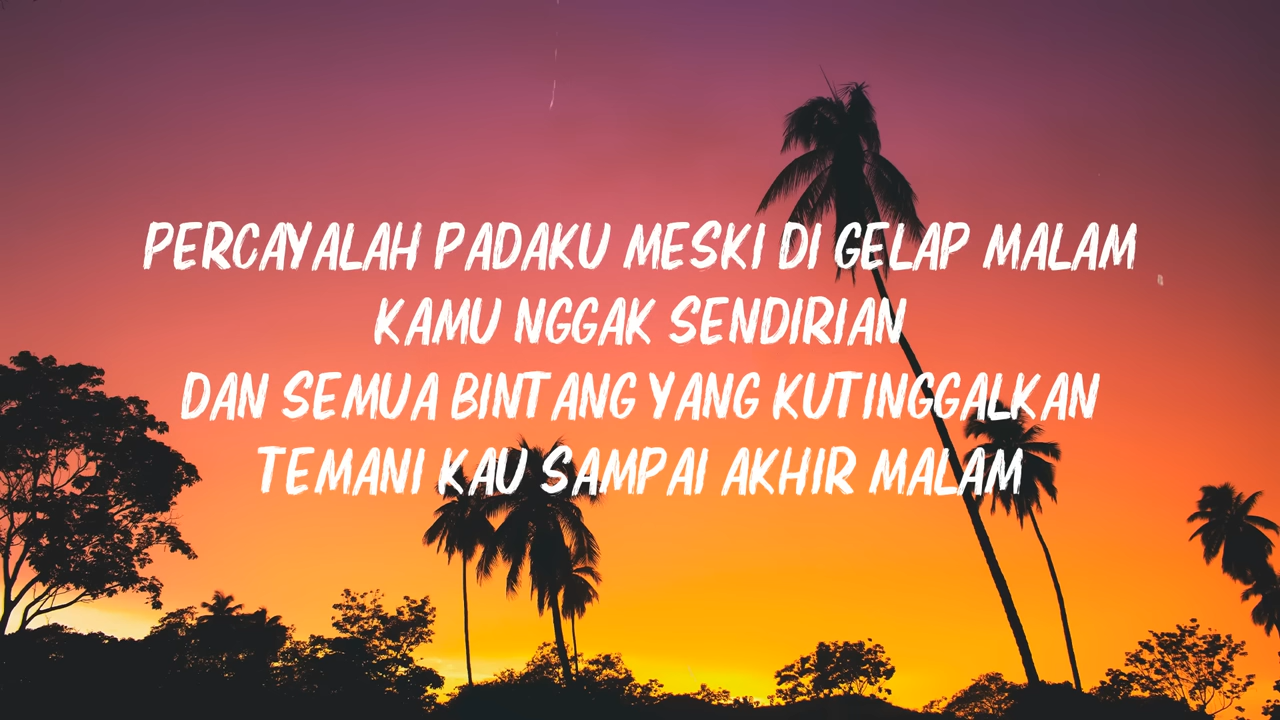 PERCAYALAH PADAKU MESKI DI GELAP MALAM
KAMU NGGAK SENDIRIAN
DAN SEMUA BINTANG YANG KUTINGGALKAN
TEMANI KAU SAMPAI AKHIR MALAM